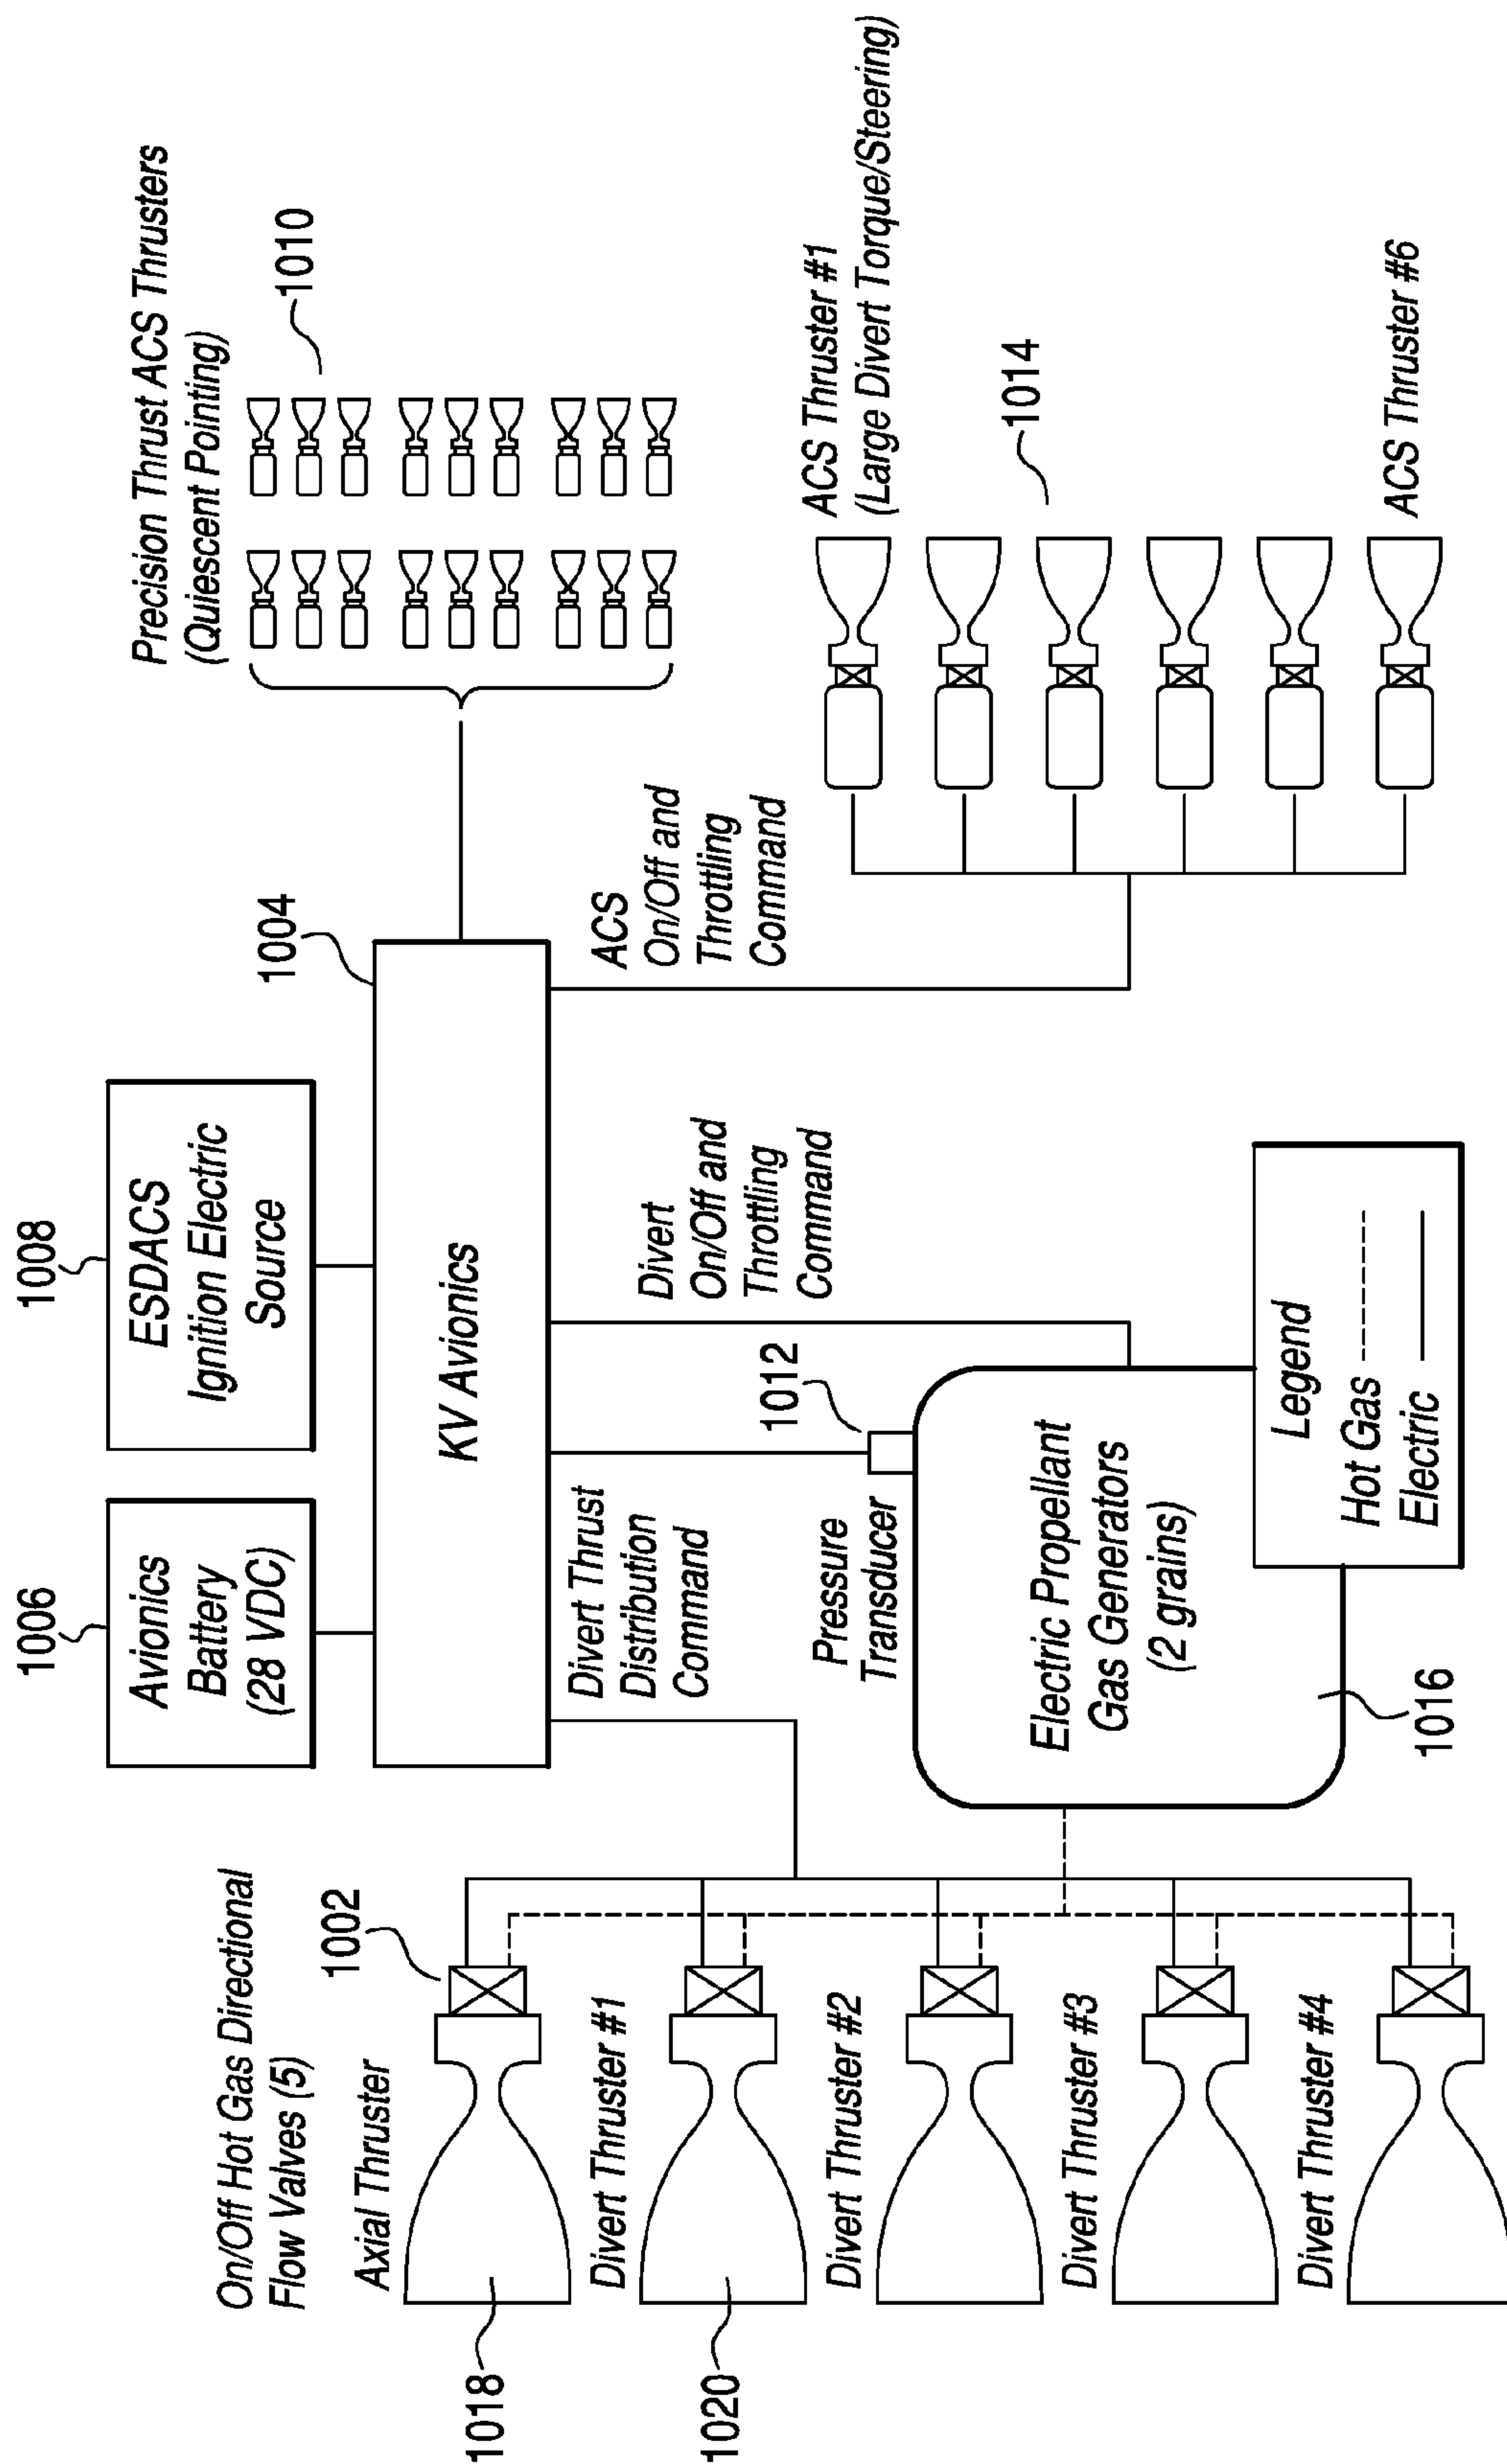 1006
Avionics
Battery
(28 VDC)
1008
ESDACS
Ignition Electric
Source
1004
KV Avionics
Precision Thrust ACS Thrusters
(Quiescent Pointing)
1010
On/Off Hot Gas Directional
Flow Valves (5)
1002
Axial Thruster
1018
Divert Thruster #1
1020
Divert Thruster #2
Divert Thruster #3
Divert Thruster #4
Divert Thrust
Distribution
Command
Pressure
Transducer
1012
Divert
On/Off and
Throttling
Command
ACS
On/Off and
Throttling
Command
Electric Propellant
Gas Generators
(2 grains)
1016
ACS Thruster #1
(Large Divert Torque/Steering)
1014
ACS Thruster #6
Legend
Hot Gas
Electric